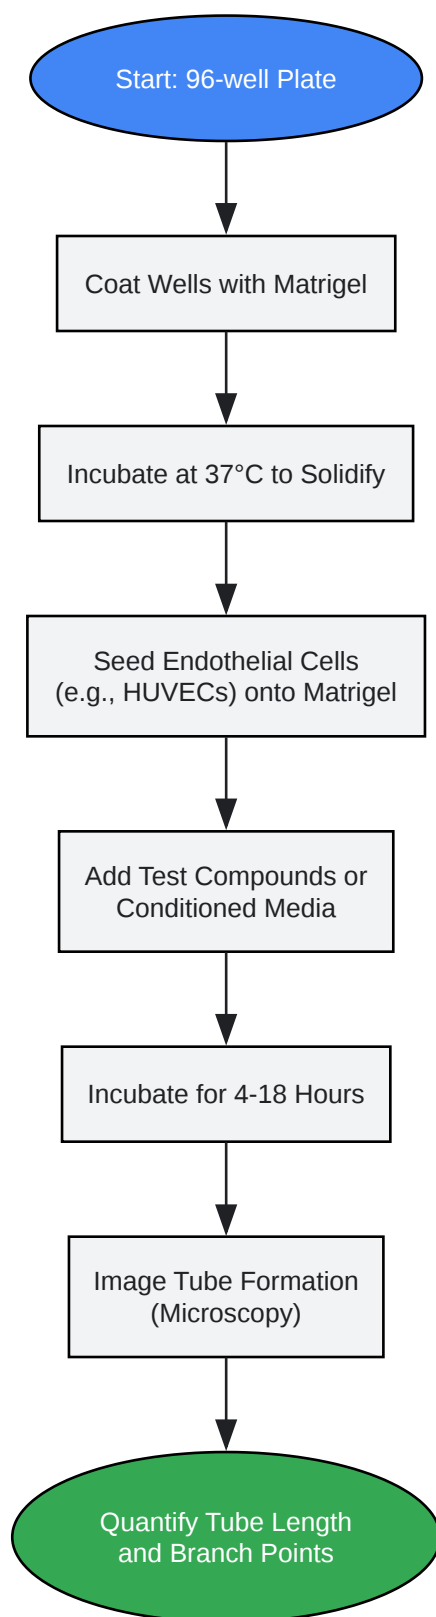 Start: 96-well Plate
Coat Wells with Matrigel
Incubate at 37°C to Solidify
Seed Endothelial Cells
(e.g., HUVECs) onto Matrigel
Add Test Compounds or
Conditioned Media
Incubate for 4-18 Hours
Image Tube Formation
(Microscopy)
Quantify Tube Length
and Branch Points